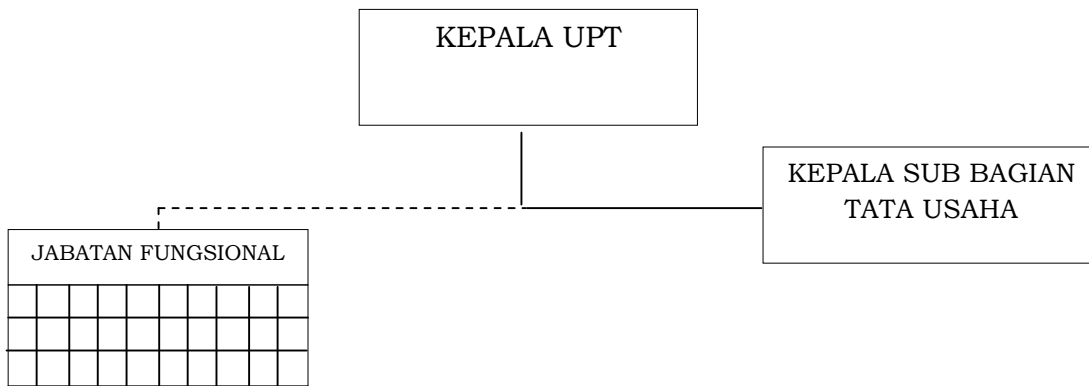 KEPALA UPT
KEPALA SUB BAGIAN
TATA USAHA
JABATAN FUNGSIONAL